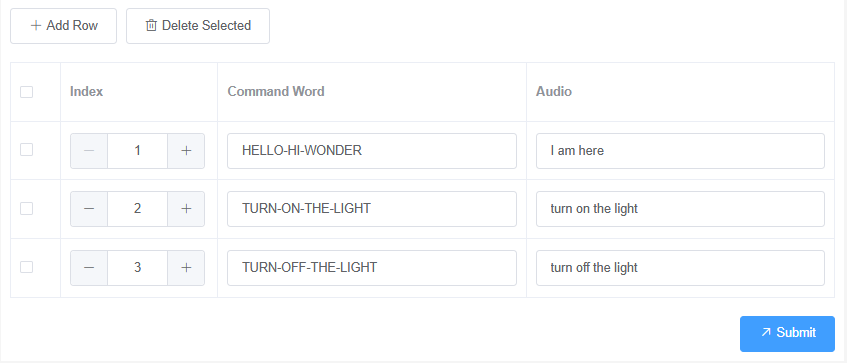 Add Row Delete Selected
Index Command Word Audio
1 HELLO-HI-WONDER I am here
2 TURN-ON-THE-LIGHT turn on the light
3 TURN-OFF-THE-LIGHT turn off the light
Submit